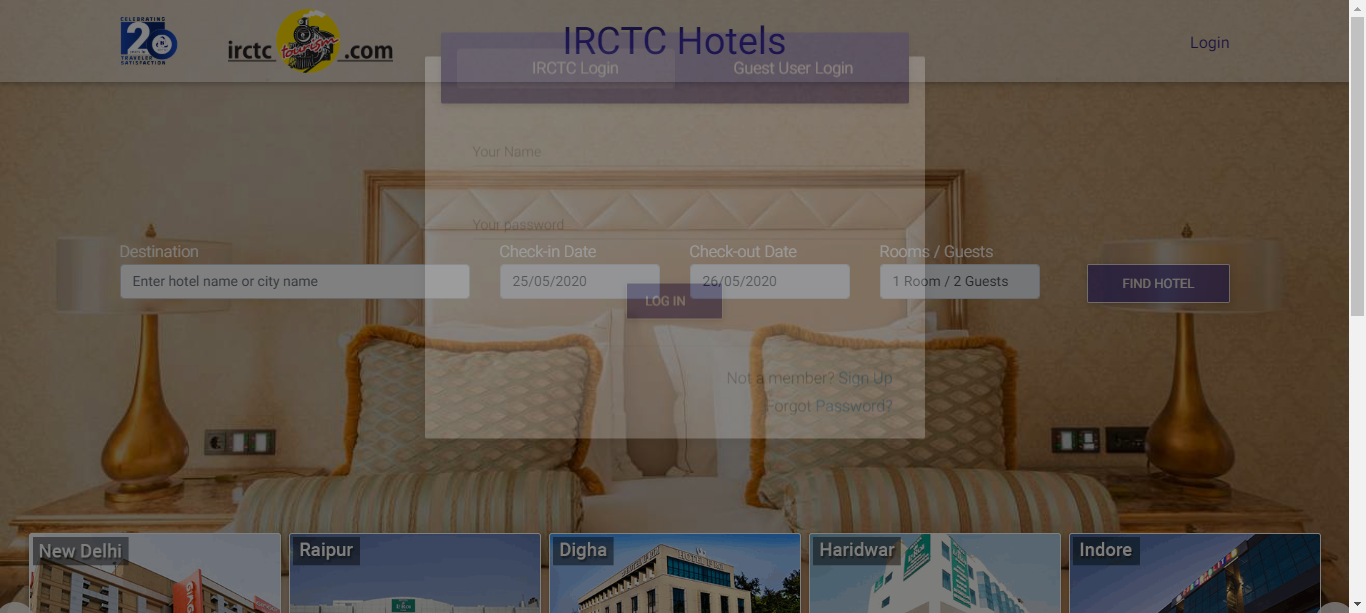 CELEBRATING
20
TRAVELER
SATISFACTION
irctc tourism .com
IRCTC Hotels
Login
IRCTC Login
Guest User Login
Your Name
Your password
Destination
Check-in Date
Check-out Date
Rooms / Guests
Enter hotel name or city name
25/05/2020
26/05/2020
1 Room / 2 Guests
FIND HOTEL
LOG IN
Not a member? Sign Up
Forgot Password?
New Delhi
Raipur
Digha
Haridwar
Indore